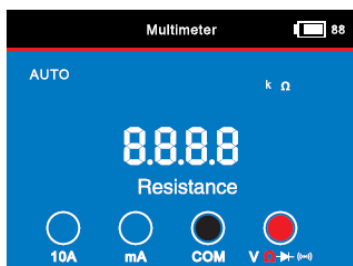 Multimeter 88
AUTO
k Ω
8.8.8.8
Resistance
10A mA COM V Ω